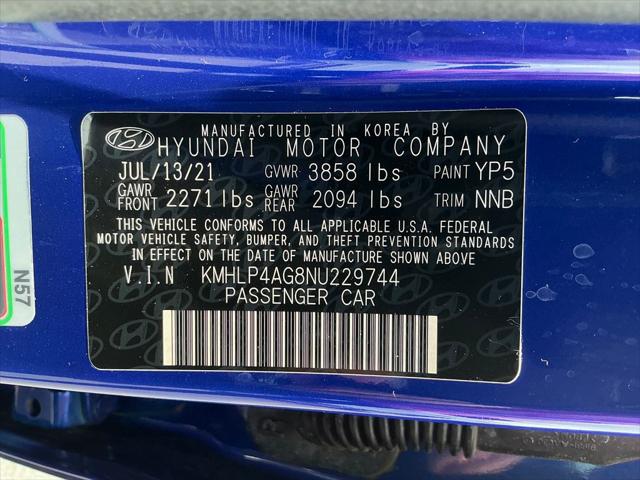 MANUFACTURED IN KOREA BY
HYUNDAI MOTOR COMPANY
JUL/13/21 GVWR 3858 lbs PAINT YP5
GAWR FRONT 2271 lbs GAWR REAR 2094 lbs TRIM NNB
THIS VEHICLE CONFORMS TO ALL APPLICABLE U.S.A. FEDERAL
MOTOR VEHICLE SAFETY, BUMPER, AND THEFT PREVENTION STANDARDS
IN EFFECT ON THE DATE OF MANUFACTURE SHOWN ABOVE
V.I.N KMHLP4AG8NU229744
PASSENGER CAR
N57